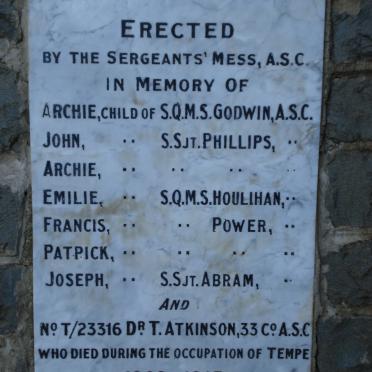 ERECTED
BY THE SERGEANTS' MESS, A.S.C.
IN MEMORY OF
ARCHIE, CHILD OF S.Q.M.S. GODWIN, A.S.C.
JOHN, " S.SJT. PHILLIPS, "
ARCHIE, " " " "
EMILIE, " S.Q.M.S. HOULIHAN, "
FRANCIS, " " POWER, "
PATPICK, " " " "
JOSEPH, " S.SJT. ABRAM, "
AND
No T/23316 DR T. ATKINSON, 33 Co A.S.C
WHO DIED DURING THE OCCUPATION OF TEMPE